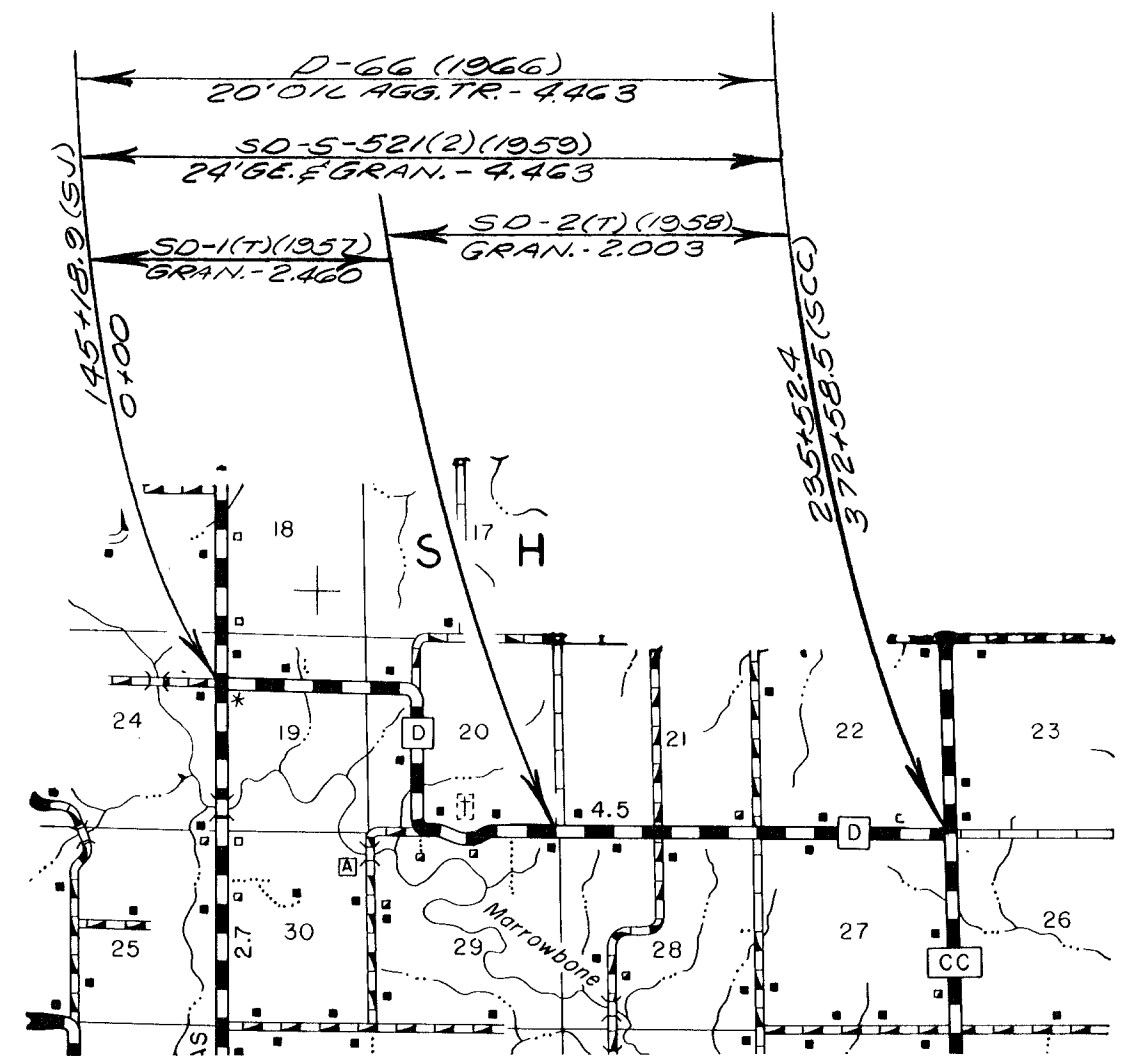 D-66 (1966)
20' OIL AGG. TR. - 4.463
SD-S-521(2)(1959)
24' GE. & GRAN. - 4.463
SD-2(T)(1958)
GRAN. - 2.003
SD-1(T)(1957)
GRAN. - 2.460
145+18.9 (SJ)
0+00
235+52.4
372+58.5 (SCC)
18
17
S H
24
*
19
D
20
21
22
23
4.5
D
A
25
2.7
30
29
Marrowbone
28
27
26
CC
AS